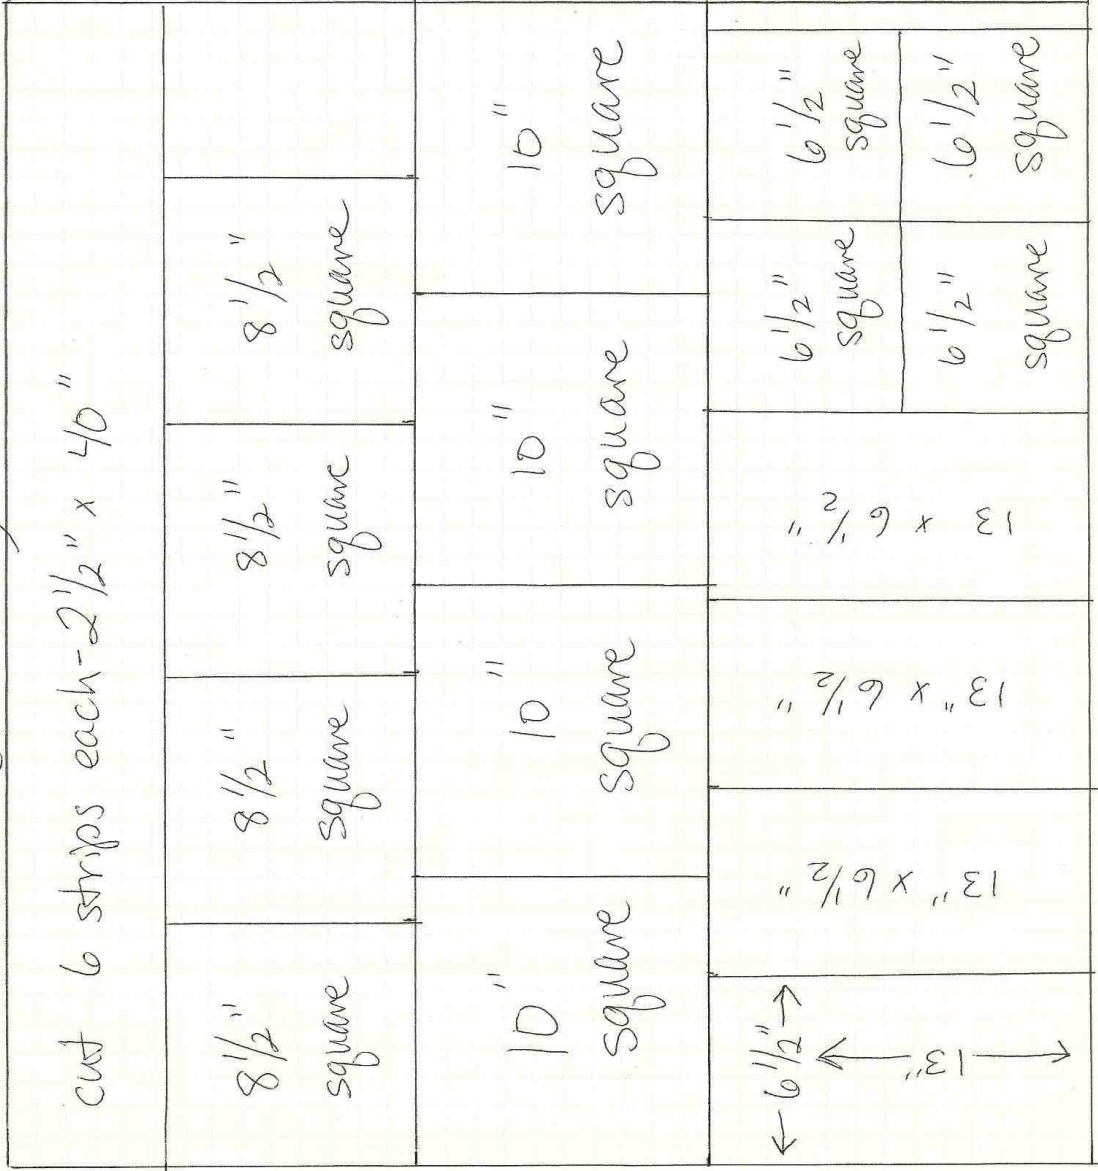 cut 6 strips each - 2 1/2" x 40"
8 1/2"
square
8 1/2"
square
8 1/2"
square
8 1/2"
square
10"
square
10"
square
10"
square
10"
square
← 6 1/2" →
13"
13" x 6 1/2"
13" x 6 1/2"
13 x 6 1/2"
6 1/2"
square
6 1/2"
square
6 1/2"
square
6 1/2"
square